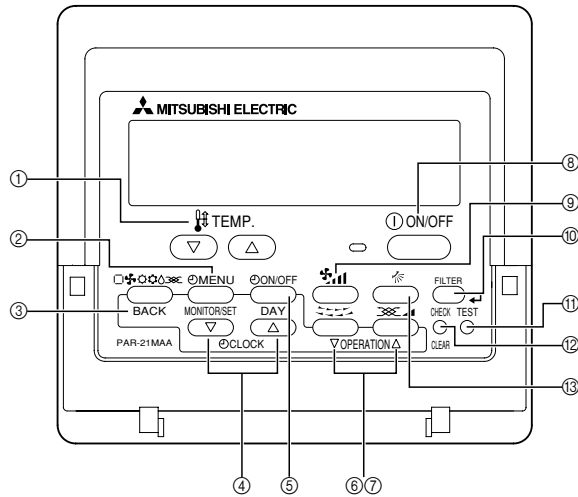 MITSUBISHI ELECTRIC
⑧
⑨
① TEMP. ON/OFF
② ⑩
MENU ON/OFF FILTER
③ BACK MONITOR/SET DAY CHECK TEST ⑪
PAR-21MAA CLOCK ▽OPERATION△ CLEAR ⑫
⑬
④ ⑤ ⑥⑦